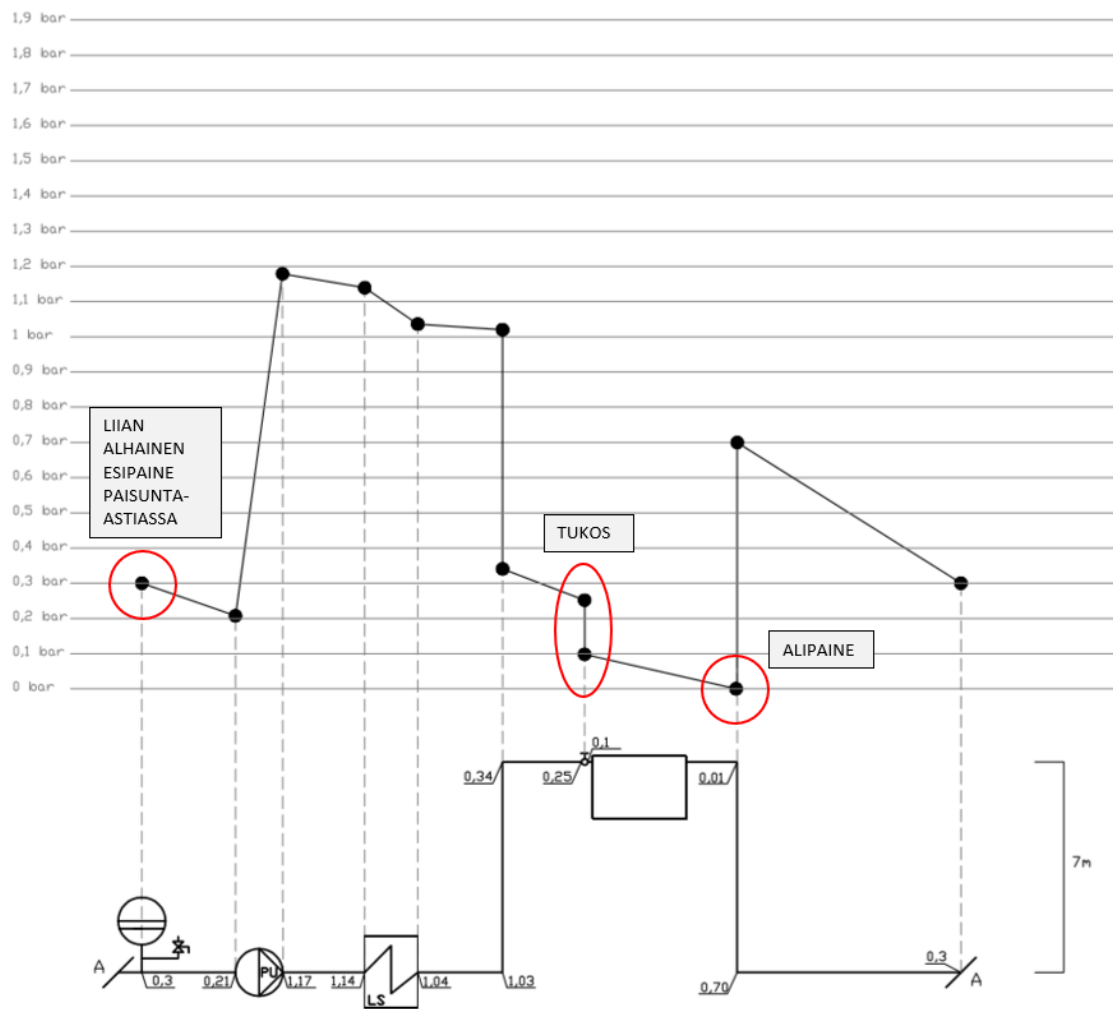 1,9 bar
1,8 bar
1,7 bar
1,6 bar
1,5 bar
1,4 bar
1,3 bar
1,2 bar
1,1 bar
1 bar
0,9 bar
0,8 bar
0,7 bar
0,6 bar
0,5 bar
0,4 bar
0,3 bar
0,2 bar
0,1 bar
0 bar
LIIAN
ALHAINEN
ESIPAINE
PAISUNTA-
ASTIASSA
TUKOS
ALIPAINE
0,1
0,34
0,25
0,01
7m
A
0,3
0,21
PU
1,17
1,14
LS
1,04
1,03
0,70
0,3
A